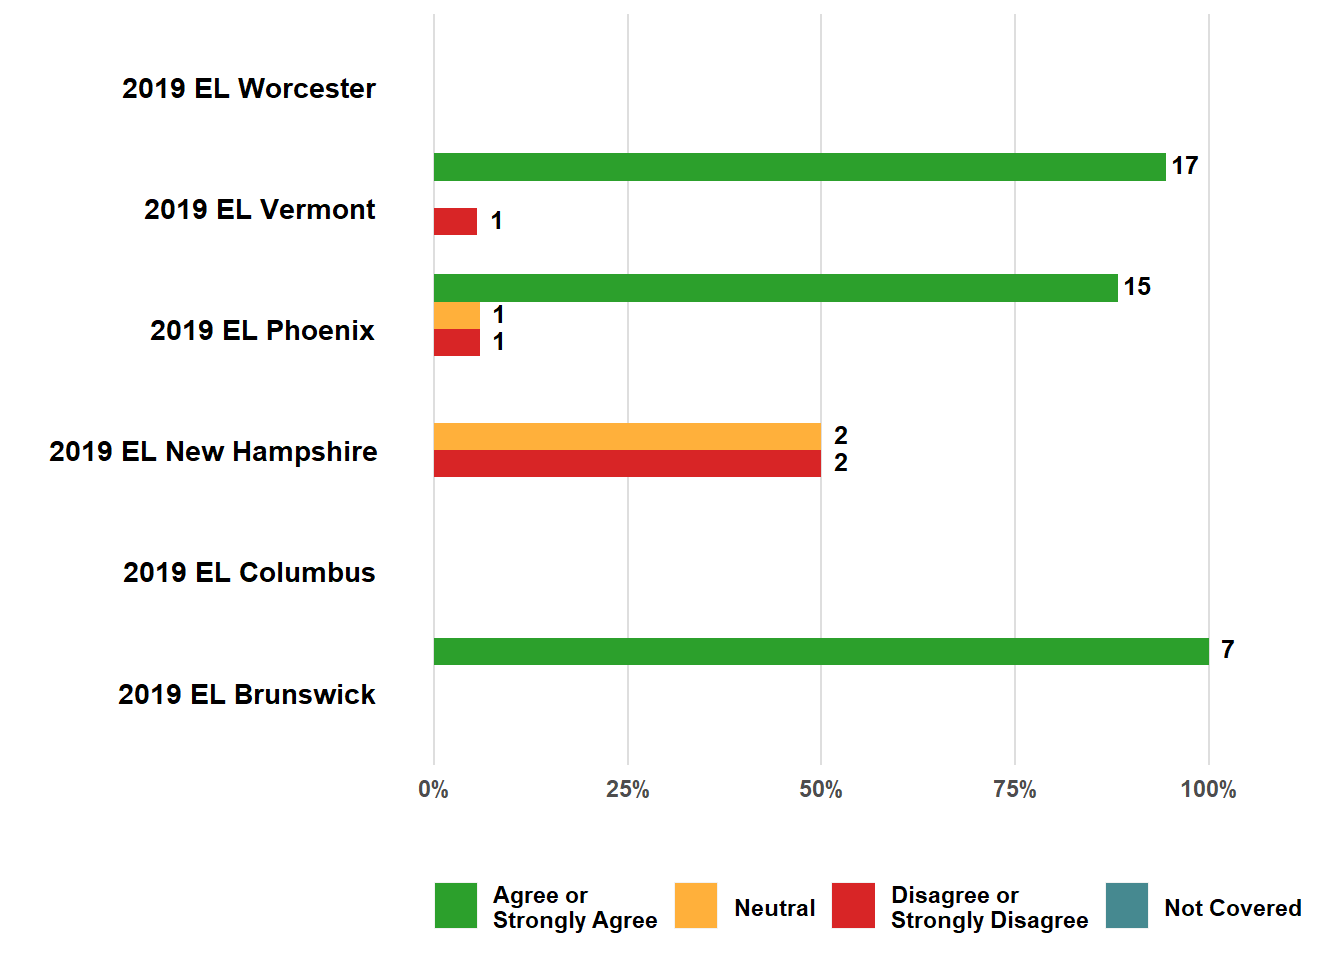 2019 EL Worcester
17
2019 EL Vermont
1
15
1
2019 EL Phoenix
1
2
2019 EL New Hampshire
2
2019 EL Columbus
7
2019 EL Brunswick
0%
25%
50%
75%
100%
Agree or
Strongly Agree
Neutral
Disagree or
Strongly Disagree
Not Covered